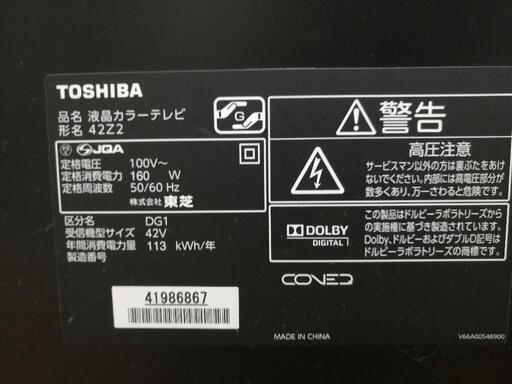 TOSHIBA
品名 液晶カラーテレビ
形名 42Z2
G
JQA
定格電圧 100V～
定格消費電力 160 W
定格周波数 50/60 Hz
株式会社 東芝
区分名 DG1
受信機型サイズ 42V
年間消費電力量 113 kWh/年
製造番号
41986867
警告
高圧注意
サービスマン以外の方は裏ぶたをあけ
ないでください。内部には高電圧部分が
数多くあり、万一さわると危険です。
DOLBY
DIGITAL
この製品はドルビーラボラトリーズから
の実施権に基づき製造されています。
Dolby、ドルビーおよびダブルD記号は
ドルビーラボラトリーズの商標です。
CONEQ
MADE IN CHINA
V66A00548900